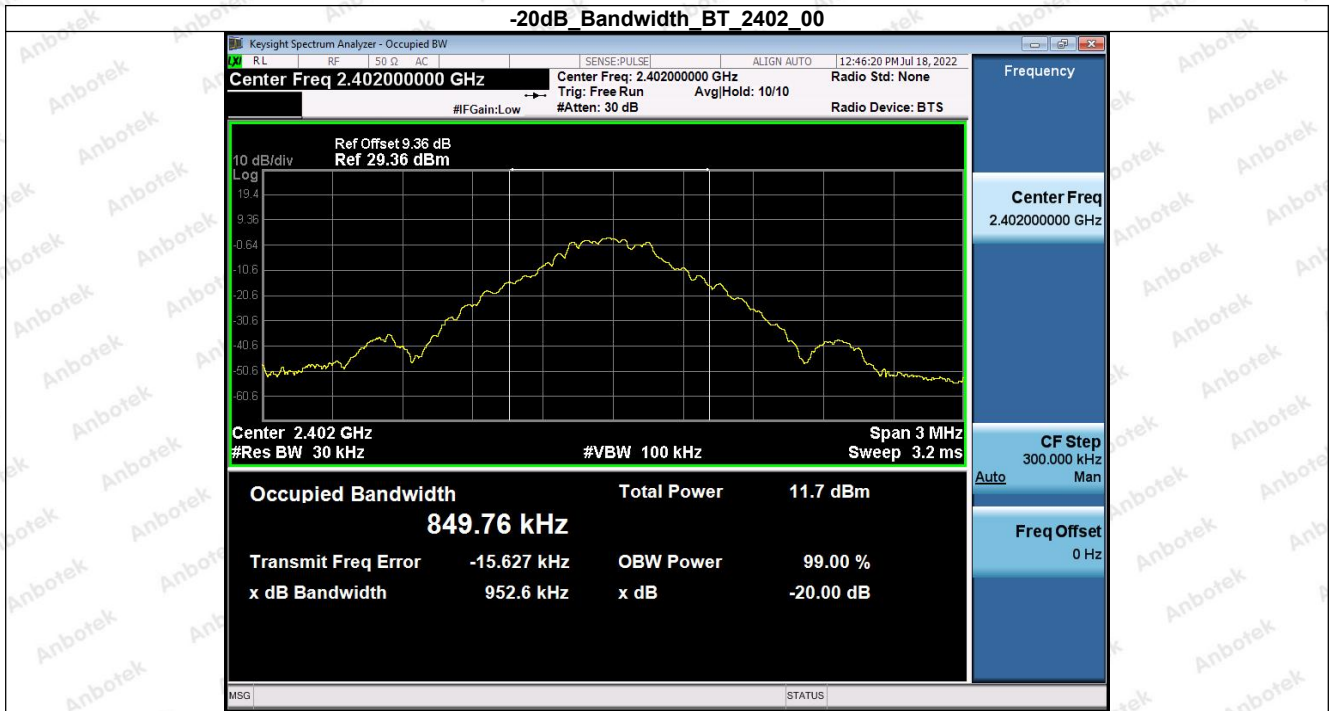 -20dB_Bandwidth_BT_2402_00
Keysight Spectrum Analyzer - Occupied BW
LXI RL RF 50 Ω AC SENSE:PULSE ALIGN AUTO 12:46:20 PM Jul 18, 2022
Center Freq 2.402000000 GHz
Center Freq: 2.402000000 GHz
Radio Std: None
Trig: Free Run Avg|Hold: 10/10
#IFGain:Low
#Atten: 30 dB
Radio Device: BTS
Ref Offset 9.36 dB
10 dB/div Ref 29.36 dBm
Log
19.4
9.36
-0.64
-10.6
-20.6
-30.6
-40.6
-50.6
-60.6
Center 2.402 GHz
Span 3 MHz
#Res BW 30 kHz
#VBW 100 kHz
Sweep 3.2 ms
Occupied Bandwidth
Total Power 11.7 dBm
849.76 kHz
Transmit Freq Error -15.627 kHz
OBW Power 99.00 %
x dB Bandwidth 952.6 kHz
x dB -20.00 dB
MSG
STATUS
Frequency
Center Freq
2.402000000 GHz
CF Step
300.000 kHz
Auto Man
Freq Offset
0 Hz
Anbotek